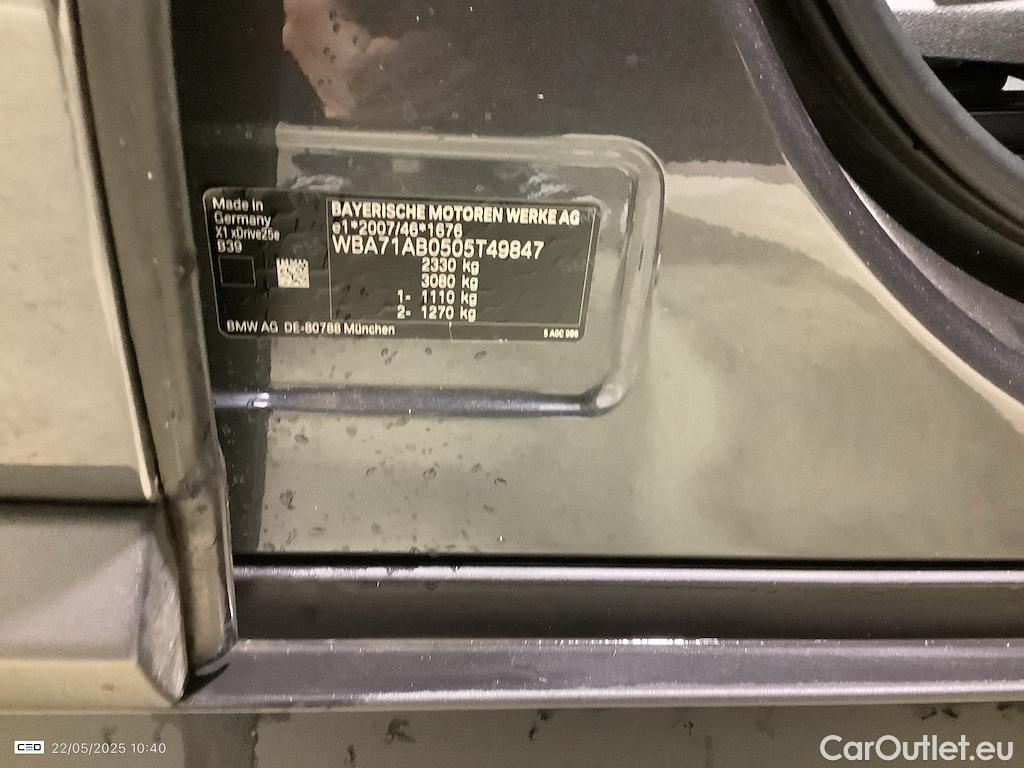 Made in
Germany
X1 xDrive25e
B39
BAYERISCHE MOTOREN WERKE AG
e1*2007/46*1676
WBA71AB0505T49847
2330 kg
3080 kg
1- 1110 kg
2- 1270 kg
BMW AG DE-80788 München
CEO 22/05/2025 10:40
CarOutlet.eu